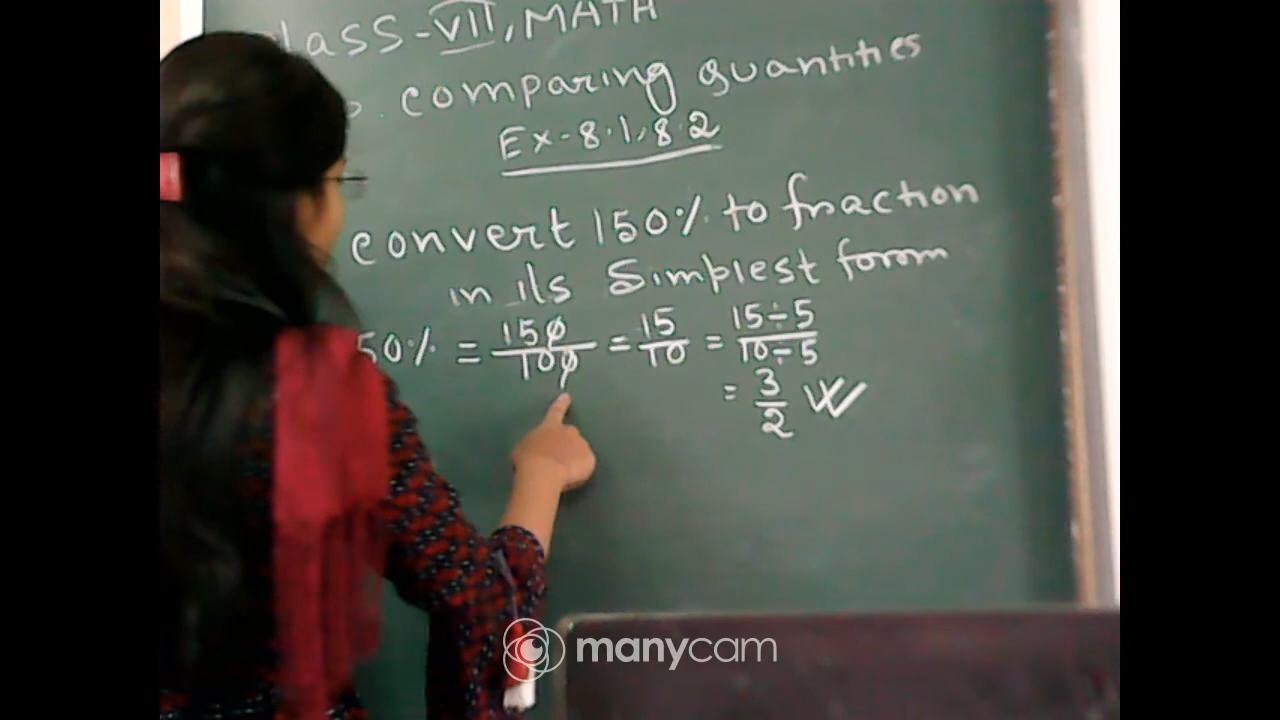 lass-VII, MATH
comparing quantities
Ex-8.1,8.2
convert 150% to fraction
in its simplest form
50% = 150/100 = 15/10 = 15÷5/10÷5
= 3/2
manycam